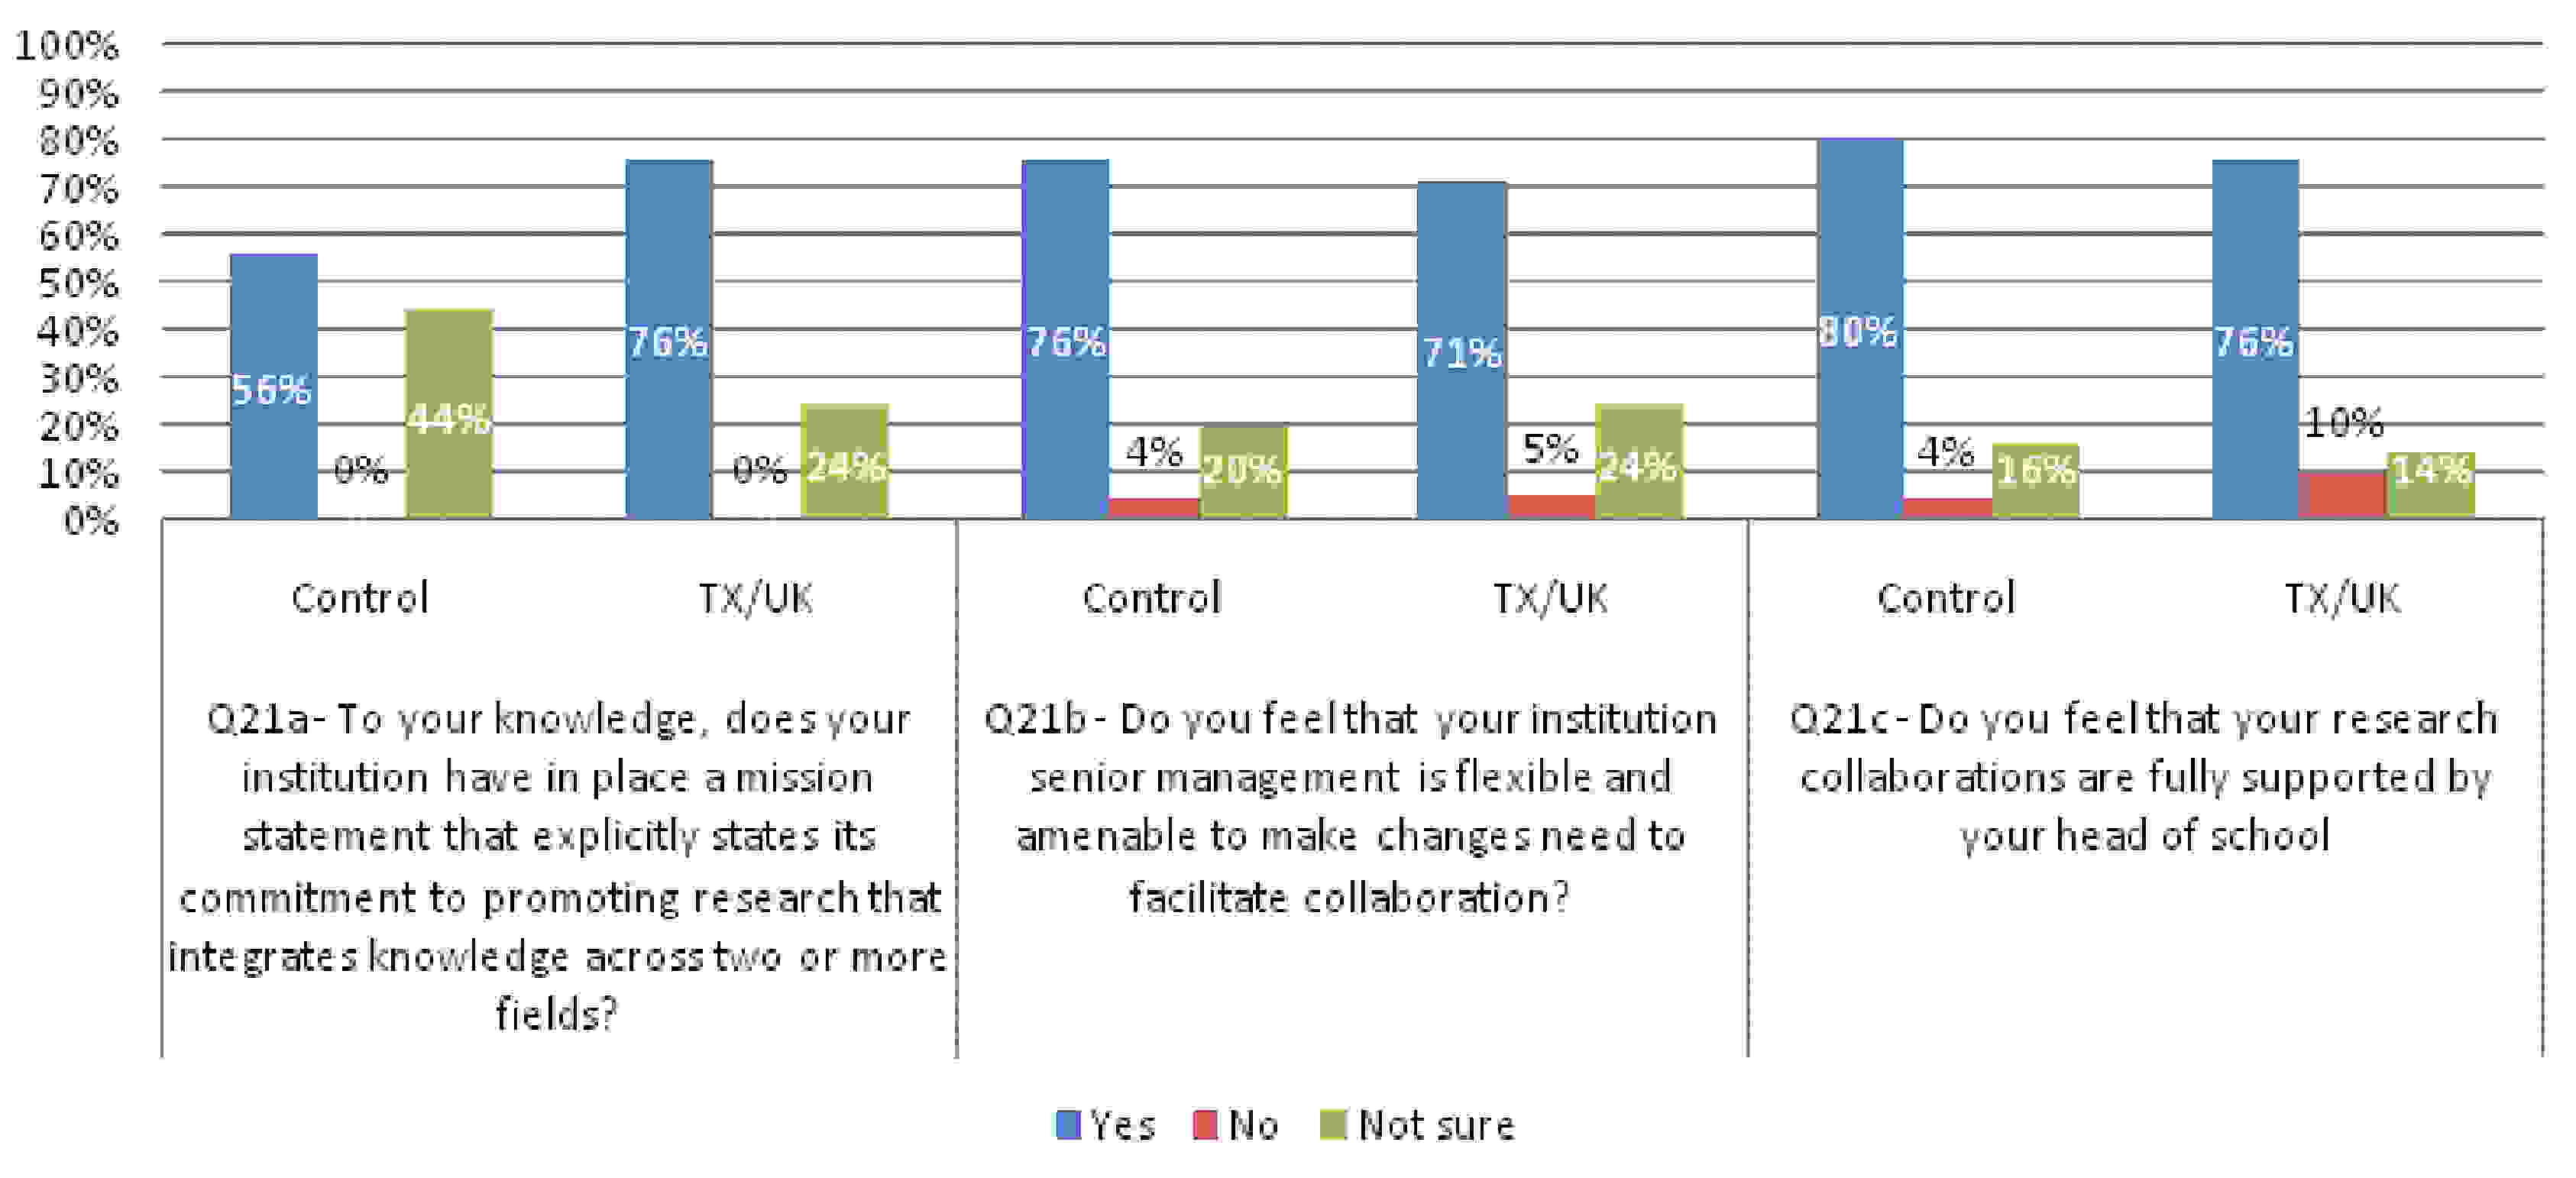 100%
90%
80%
70%
60%
50%
40%
30%
20%
10%
0%
56%
0%
44%
76%
0%
24%
76%
4%
20%
71%
5%
24%
80%
4%
16%
76%
10%
14%
Control
TX/UK
Control
TX/UK
Control
TX/UK
Q21a- To your knowledge, does your
institution have in place a mission
statement that explicitly states its
commitment to promoting research that
integrates knowledge across two or more
fields?
Q21b - Do you feel that your institution
senior management is flexible and
amenable to make changes need to
facilitate collaboration?
Q21c- Do you feel that your research
collaborations are fully supported by
your head of school
Yes
No
Not sure